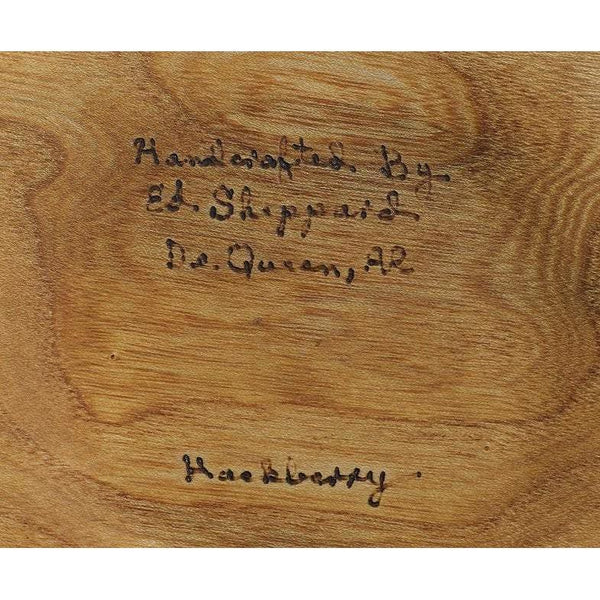 Handcrafted By
Ed Sheppard
De Queen, AR
Hackberry